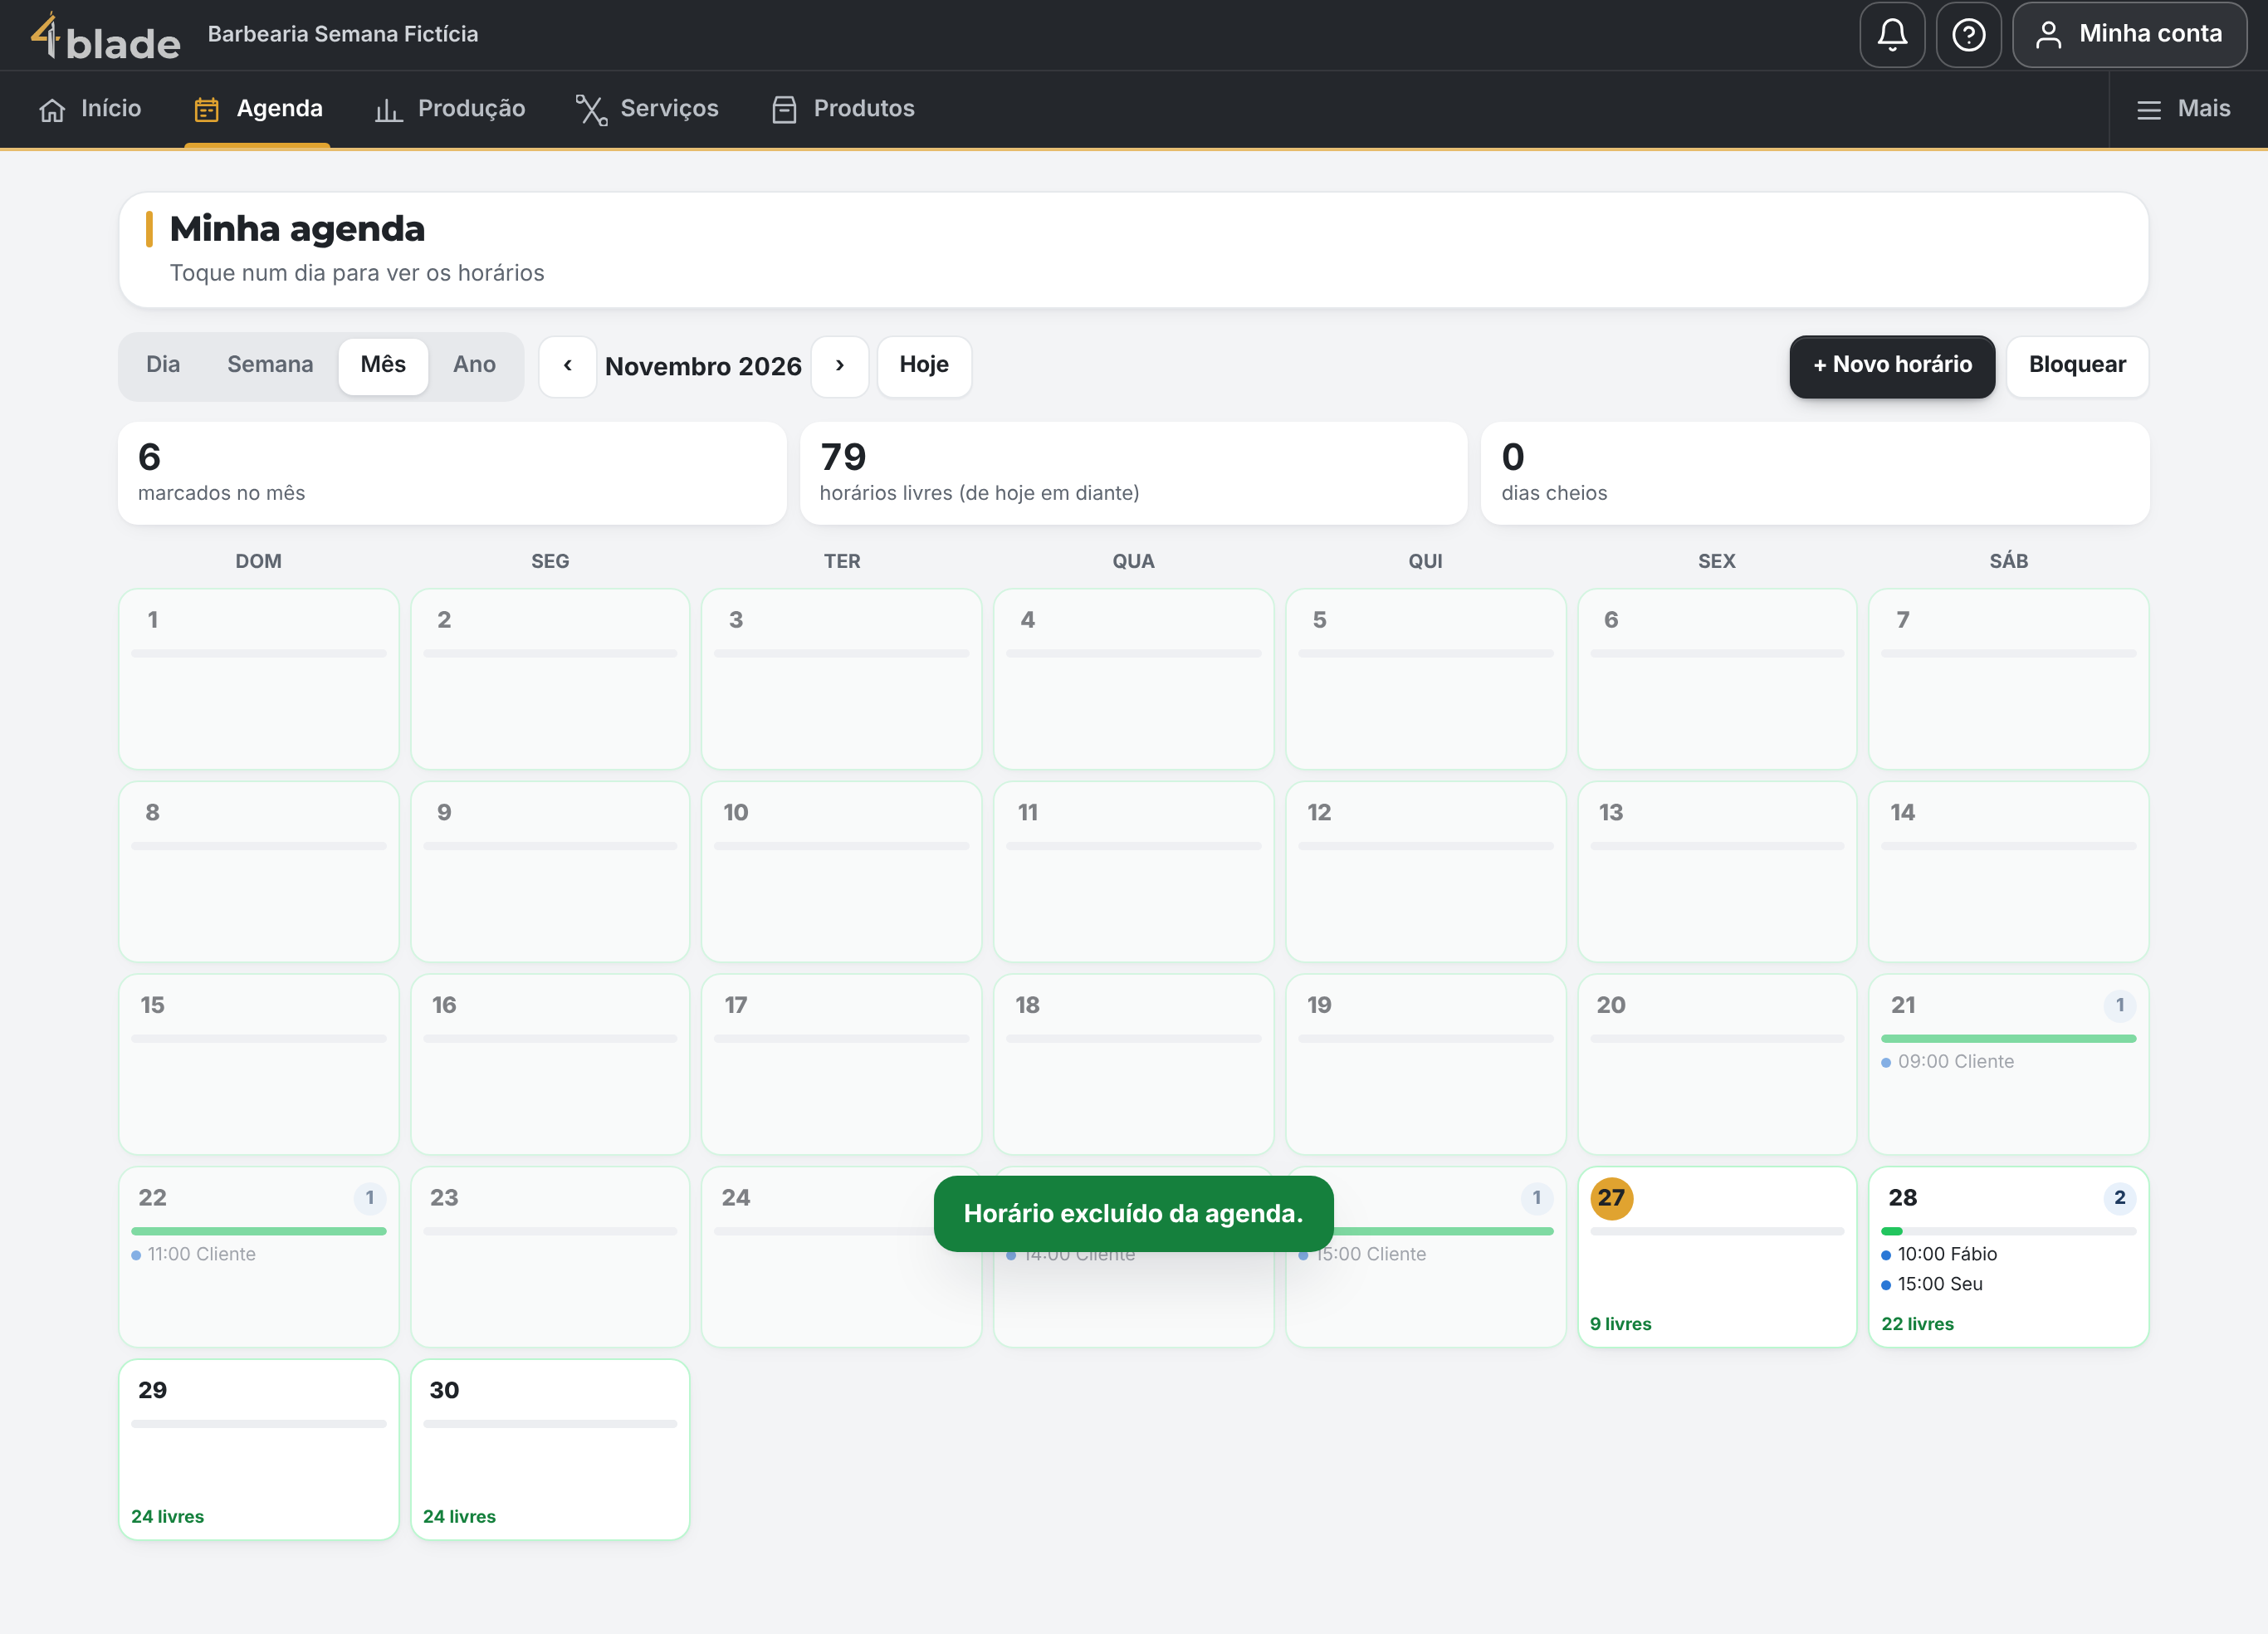 4blade
Barbearia Semana Fictícia
Minha conta
Início
Agenda
Produção
Serviços
Produtos
Mais
Minha agenda
Toque num dia para ver os horários
Dia
Semana
Mês
Ano
‹
Novembro 2026
›
Hoje
+ Novo horário
Bloquear
6
marcados no mês
79
horários livres (de hoje em diante)
0
dias cheios
DOM
SEG
TER
QUA
QUI
SEX
SÁB
1
2
3
4
5
6
7
8
9
10
11
12
13
14
15
16
17
18
19
20
21
1
09:00 Cliente
22
1
11:00 Cliente
23
24
Horário excluído da agenda.
14:00 Cliente
1
15:00 Cliente
27
9 livres
28
2
10:00 Fábio
15:00 Seu
22 livres
29
24 livres
30
24 livres